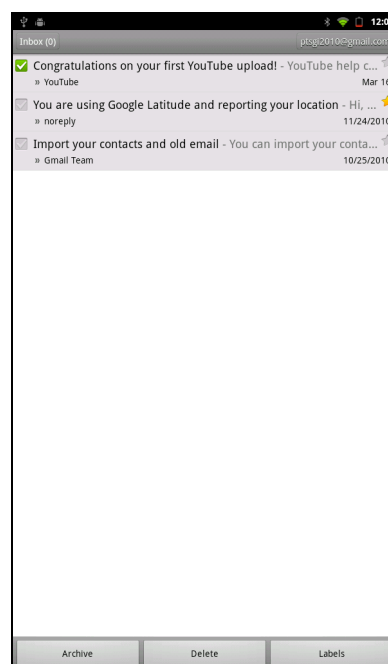 12:0
Inbox (0) ptsgi2010@gmail.com
Congratulations on your first YouTube upload! - YouTube help c...
» YouTube Mar 16
You are using Google Latitude and reporting your location - Hi, ...
» noreply 11/24/2010
Import your contacts and old email - You can import your conta...
» Gmail Team 10/25/2010
Archive Delete Labels